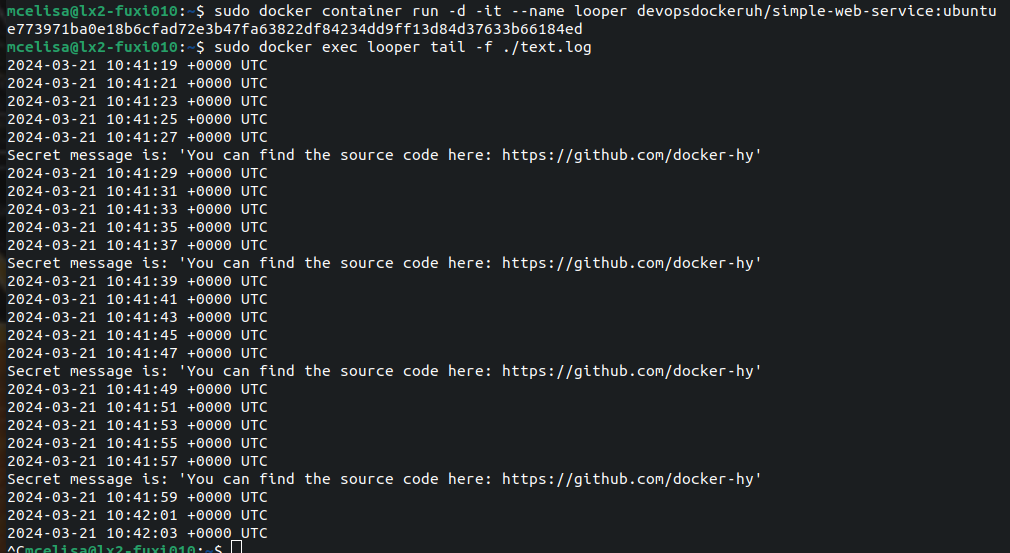 mcelisa@lx2-fuxi010:~$ sudo docker container run -d -it --name looper devopsdockeruh/simple-web-service:ubuntu
e773971ba0e18b6cfad72e3b47fa63822df84234dd9ff13d84d37633b66184ed
mcelisa@lx2-fuxi010:~$ sudo docker exec looper tail -f ./text.log
2024-03-21 10:41:19 +0000 UTC
2024-03-21 10:41:21 +0000 UTC
2024-03-21 10:41:23 +0000 UTC
2024-03-21 10:41:25 +0000 UTC
2024-03-21 10:41:27 +0000 UTC
Secret message is: 'You can find the source code here: https://github.com/docker-hy'
2024-03-21 10:41:29 +0000 UTC
2024-03-21 10:41:31 +0000 UTC
2024-03-21 10:41:33 +0000 UTC
2024-03-21 10:41:35 +0000 UTC
2024-03-21 10:41:37 +0000 UTC
Secret message is: 'You can find the source code here: https://github.com/docker-hy'
2024-03-21 10:41:39 +0000 UTC
2024-03-21 10:41:41 +0000 UTC
2024-03-21 10:41:43 +0000 UTC
2024-03-21 10:41:45 +0000 UTC
2024-03-21 10:41:47 +0000 UTC
Secret message is: 'You can find the source code here: https://github.com/docker-hy'
2024-03-21 10:41:49 +0000 UTC
2024-03-21 10:41:51 +0000 UTC
2024-03-21 10:41:53 +0000 UTC
2024-03-21 10:41:55 +0000 UTC
2024-03-21 10:41:57 +0000 UTC
Secret message is: 'You can find the source code here: https://github.com/docker-hy'
2024-03-21 10:41:59 +0000 UTC
2024-03-21 10:42:01 +0000 UTC
2024-03-21 10:42:03 +0000 UTC
^Cmcelisa@lx2-fuxi010:~$